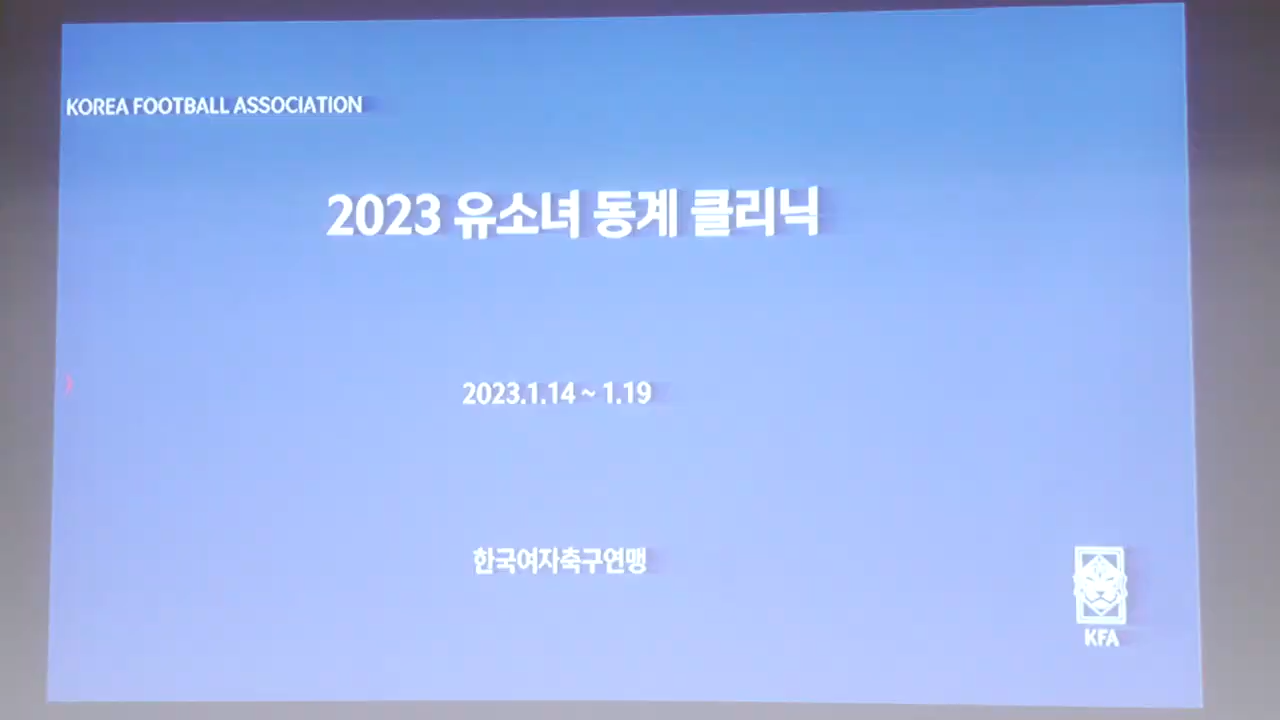 KOREA FOOTBALL ASSOCIATION
2023 유소녀 동계 클리닉
2023.1.14 ~ 1.19
한국여자축구연맹
KFA